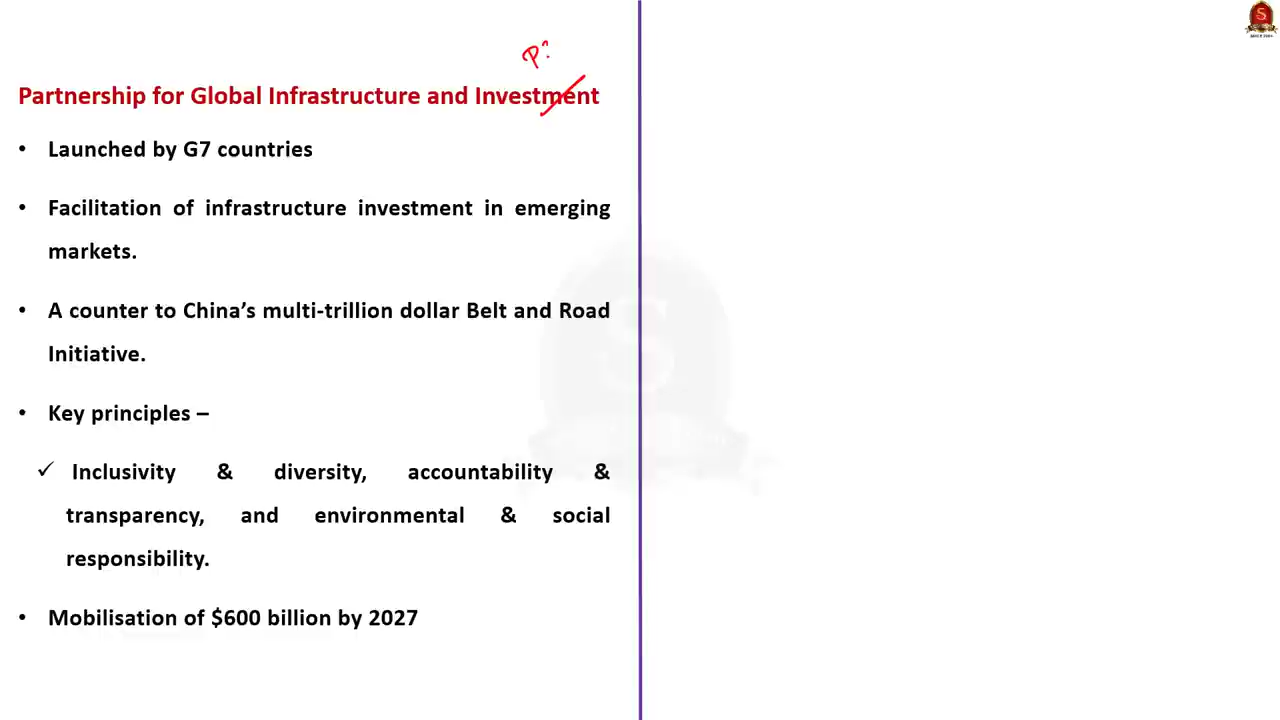 Partnership for Global Infrastructure and Investment
• Launched by G7 countries
• Facilitation of infrastructure investment in emerging
markets.
• A counter to China’s multi-trillion dollar Belt and Road
Initiative.
• Key principles –
✓ Inclusivity & diversity, accountability &
transparency, and environmental & social
responsibility.
• Mobilisation of $600 billion by 2027